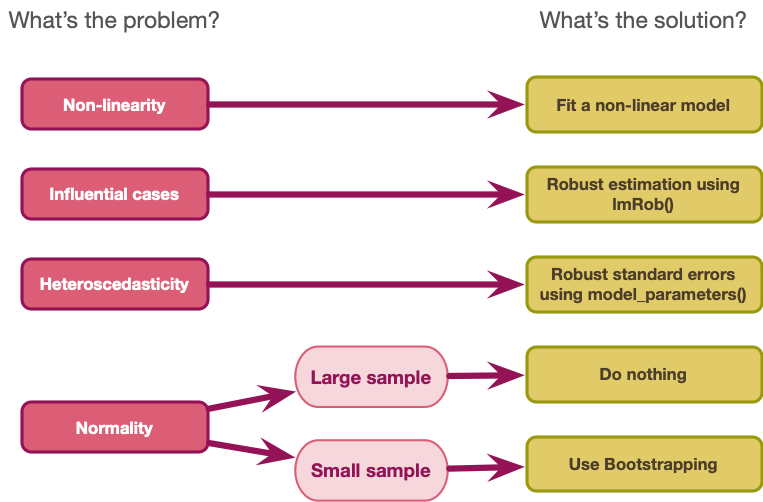 What's the problem?
What's the solution?
Non-linearity
Fit a non-linear model
Influential cases
Robust estimation using
lmRob()
Heteroscedasticity
Robust standard errors
using model_parameters()
Normality
Large sample
Do nothing
Small sample
Use Bootstrapping